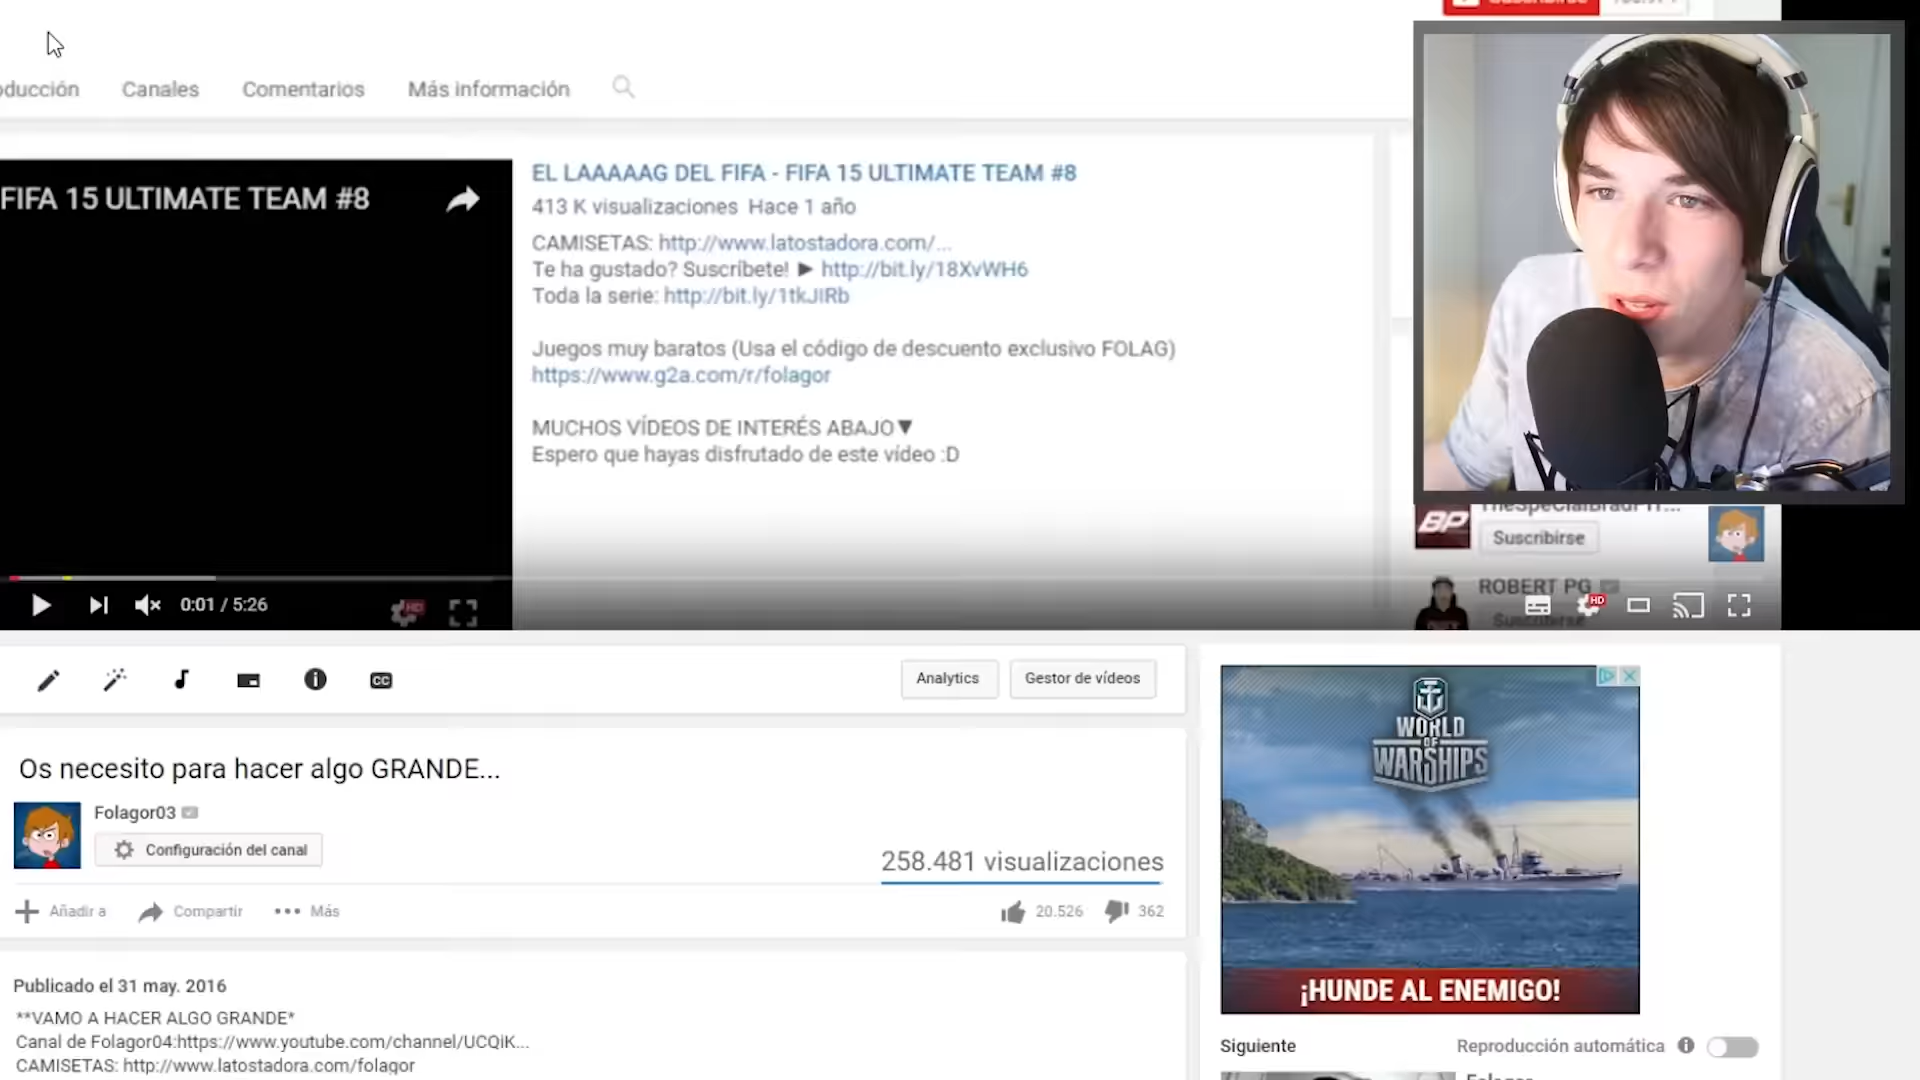 oducción
Canales
Comentarios
Más información
FIFA 15 ULTIMATE TEAM #8
EL LAAAAAG DEL FIFA - FIFA 15 ULTIMATE TEAM #8
413 K visualizaciones Hace 1 año
CAMISETAS: http://www.latostadora.com/...
Te ha gustado? Suscríbete! ► http://bit.ly/18XvWH6
Toda la serie: http://bit.ly/1tkJIRb
Juegos muy baratos (Usa el código de descuento exclusivo FOLAG)
https://www.g2a.com/r/folagor
MUCHOS VÍDEOS DE INTERÉS ABAJO▼
Espero que hayas disfrutado de este vídeo :D
BP
Suscribirse
ROBERT PG
Suscribirse
0:01 / 5:26
HD
HD
CC
Analytics
Gestor de vídeos
Os necesito para hacer algo GRANDE...
Folagor03
Configuración del canal
258.481 visualizaciones
Añadir a
Compartir
Más
20.526
362
Publicado el 31 may. 2016
**VAMO A HACER ALGO GRANDE*
Canal de Folagor04:https://www.youtube.com/channel/UCQiK...
CAMISETAS: http://www.latostadora.com/folagor
WORLD
OF
WARSHIPS
¡HUNDE AL ENEMIGO!
Siguiente
Reproducción automática